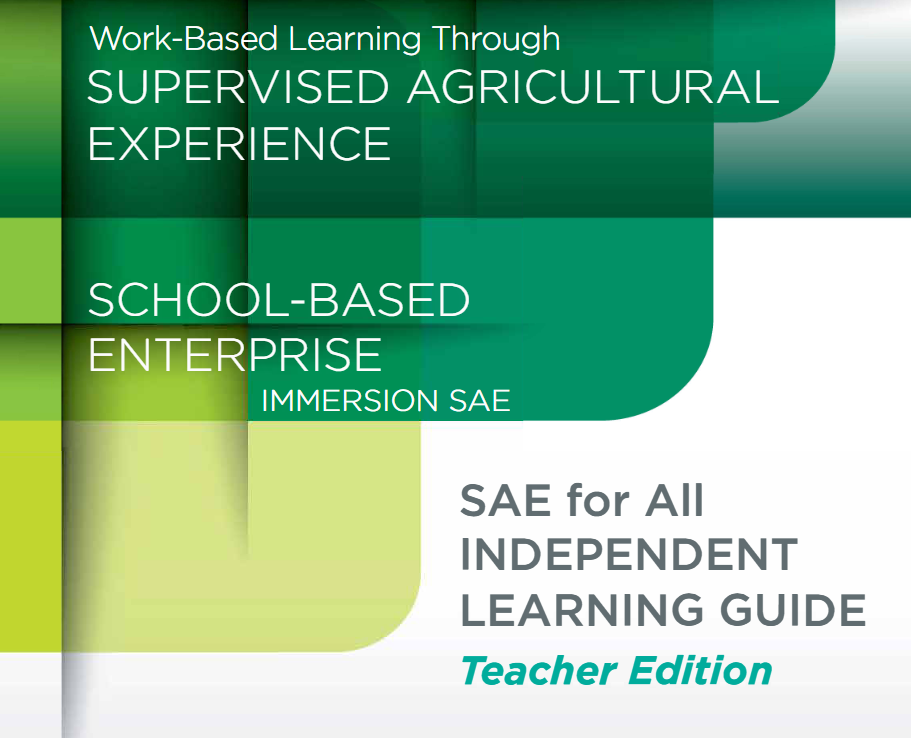 Work-Based Learning Through
SUPERVISED AGRICULTURAL
EXPERIENCE
SCHOOL-BASED
ENTERPRISE
IMMERSION SAE
SAE for All
INDEPENDENT
LEARNING GUIDE
Teacher Edition